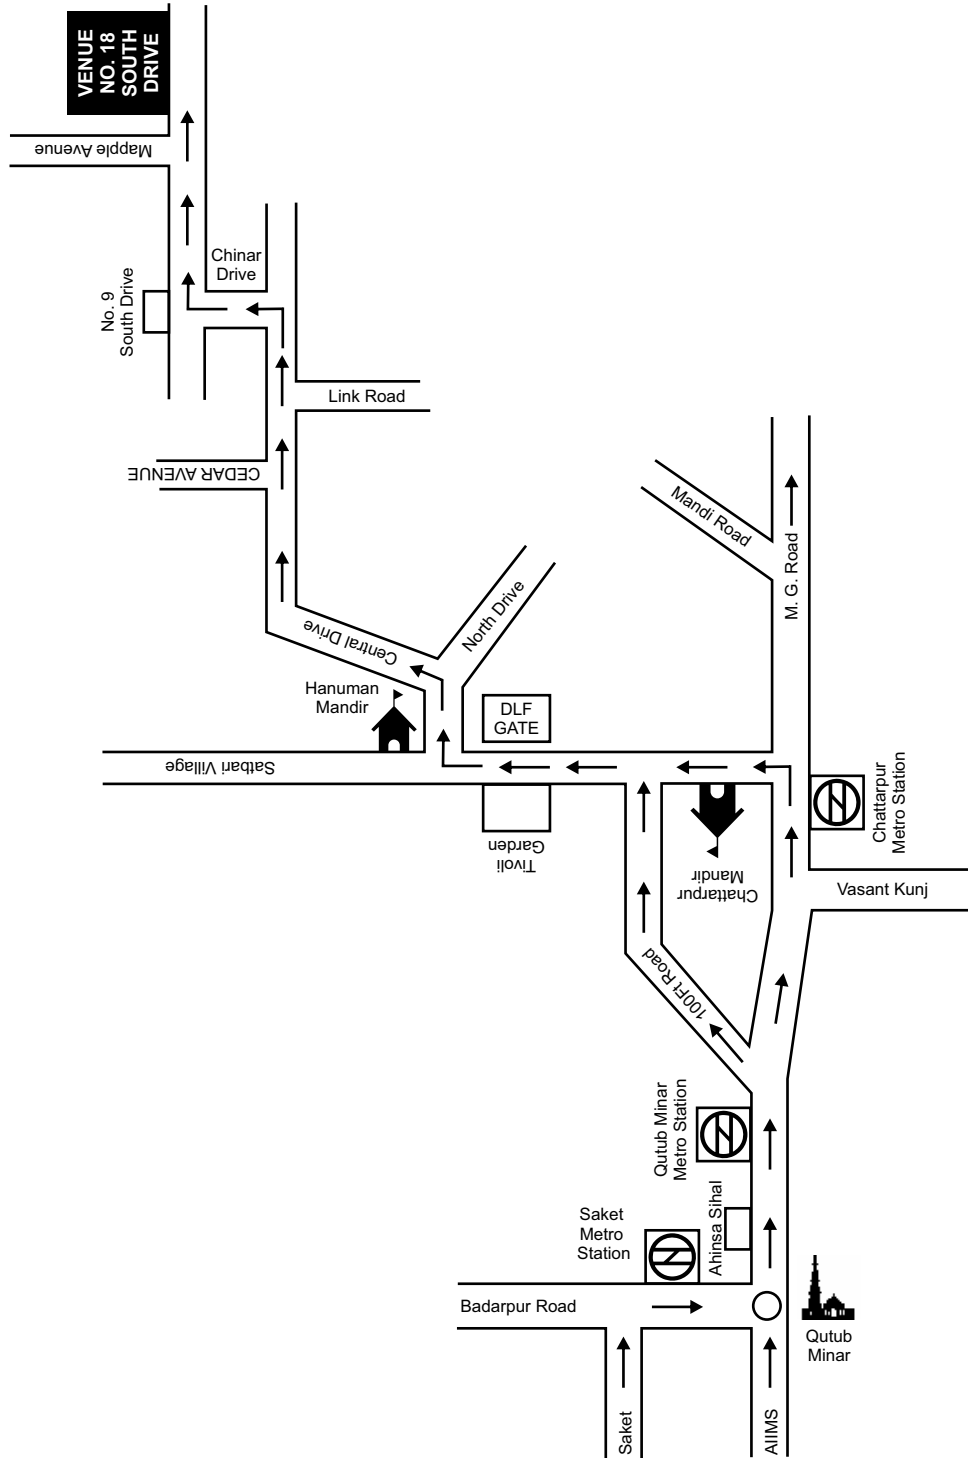 VENUE
NO. 18
SOUTH
DRIVE
Mapple Avenue
Chinar
Drive
No. 9
South Drive
Link Road
CEDAR AVENUE
Mandi Road
M. G. Road
North Drive
Central Drive
Hanuman
Mandir
DLF
GATE
Satbari Village
Tivoli
Garden
Chattarpur
Mandir
Chattarpur
Metro Station
Vasant Kunj
100Ft Road
Qutub Minar
Metro Station
Saket
Metro
Station
Ahinsa Sihal
Badarpur Road
Qutub
Minar
Saket
AIIMS